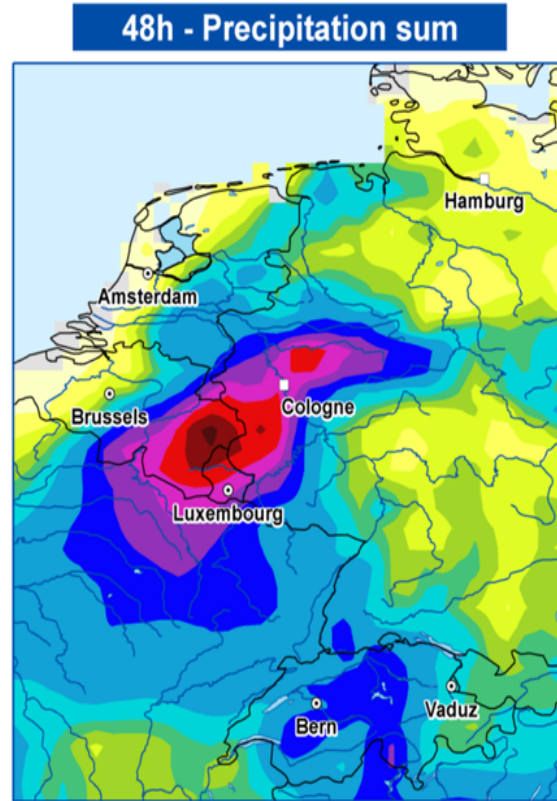 48h - Precipitation sum
Hamburg
Amsterdam
Brussels
Cologne
Luxembourg
Vaduz
Bern